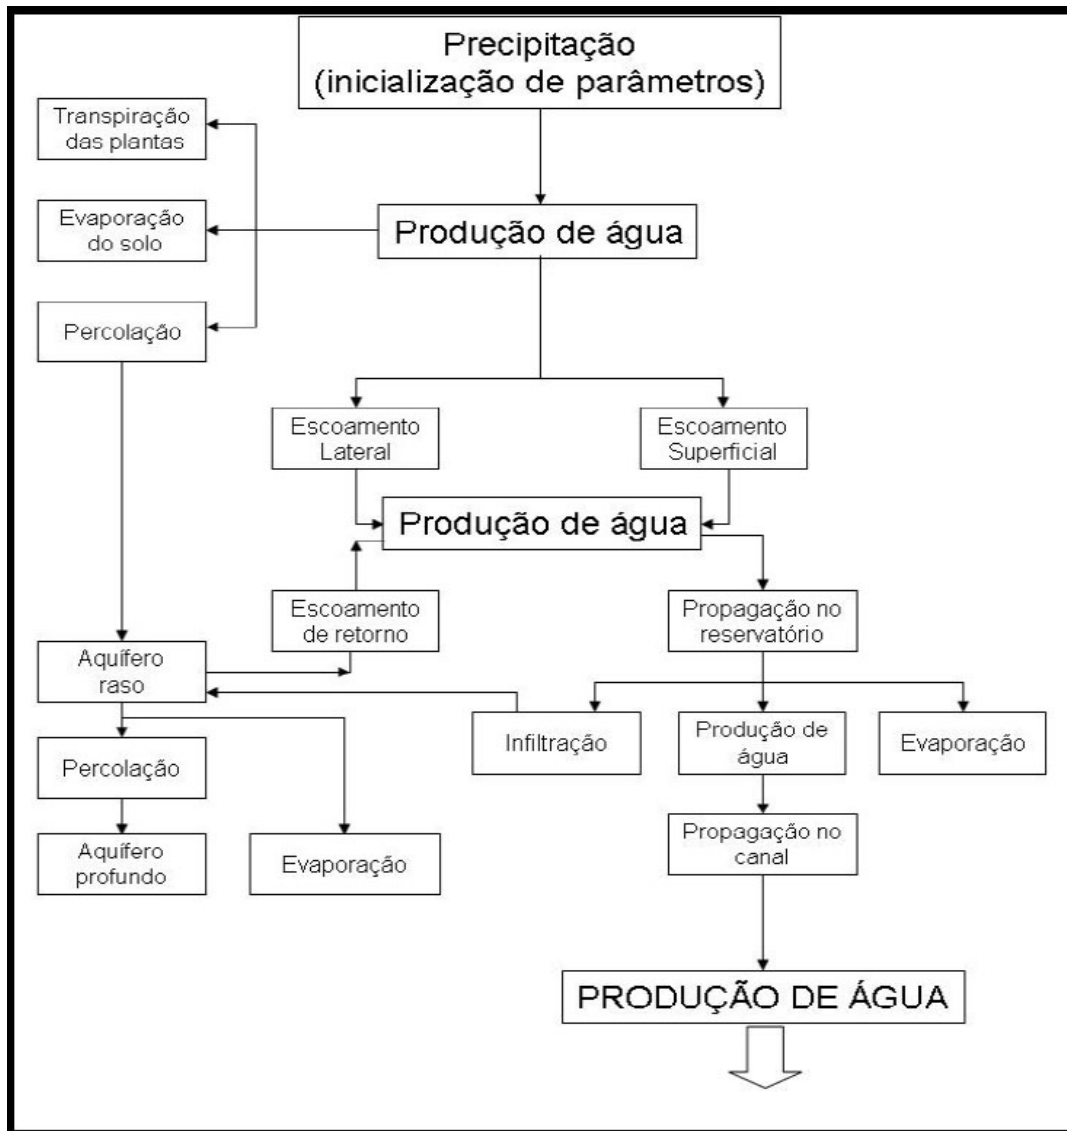 Precipitação
(inicialização de parâmetros)
Transpiração
das plantas
Evaporação
do solo
Produção de água
Percolação
Escoamento
Lateral
Escoamento
Superficial
Produção de água
Escoamento
de retorno
Propagação no
reservatório
Aquífero
raso
Infiltração
Produção de
água
Evaporação
Percolação
Propagação no
canal
Aquífero
profundo
Evaporação
PRODUÇÃO DE ÁGUA